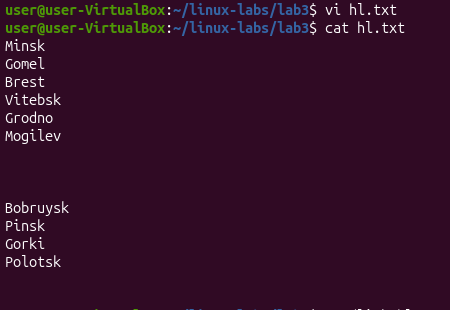 user@user-VirtualBox:~/linux-labs/lab3$ vi hl.txt
user@user-VirtualBox:~/linux-labs/lab3$ cat hl.txt
Minsk
Gomel
Brest
Vitebsk
Grodno
Mogilev
Bobruysk
Pinsk
Gorki
Polotsk